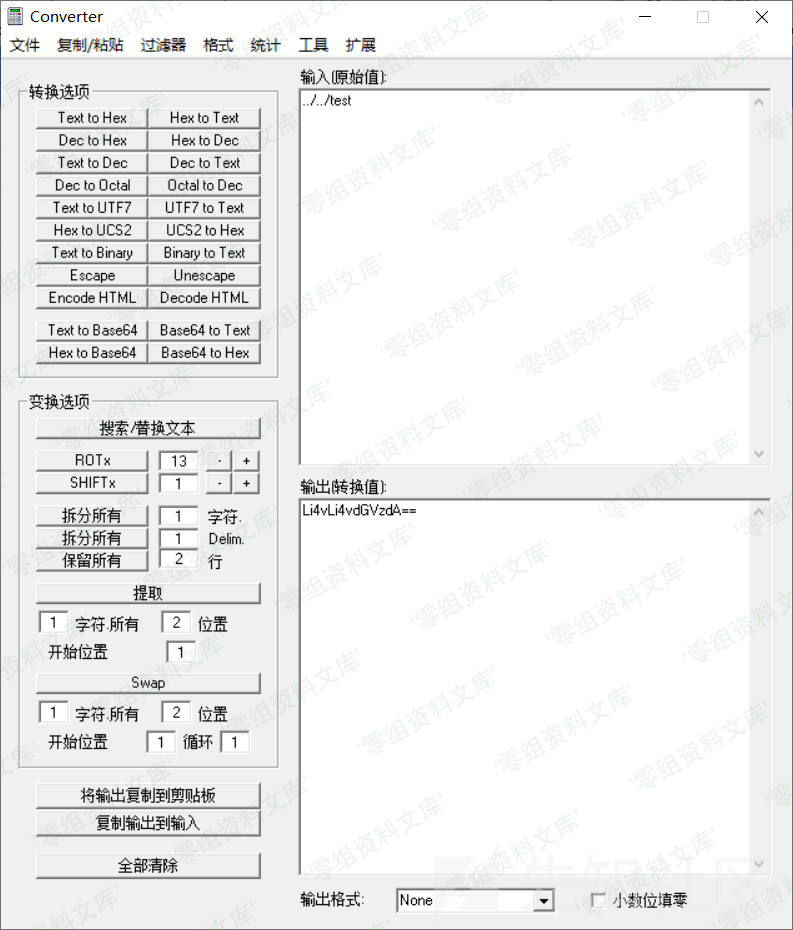 Converter
文件 复制/粘贴 过滤器 格式 统计 工具 扩展
转换选项
Text to Hex Hex to Text
Dec to Hex Hex to Dec
Text to Dec Dec to Text
Dec to Octal Octal to Dec
Text to UTF7 UTF7 to Text
Hex to UCS2 UCS2 to Hex
Text to Binary Binary to Text
Escape Unescape
Encode HTML Decode HTML
Text to Base64 Base64 to Text
Hex to Base64 Base64 to Hex
变换选项
搜索/替换文本
ROTx 13 - +
SHIFTx 1 - +
拆分所有 1 字符.
拆分所有 1 Delim.
保留所有 2 行
提取
1 字符.所有 2 位置
开始位置 1
Swap
1 字符.所有 2 位置
开始位置 1 循环 1
将输出复制到剪贴板
复制输出到输入
全部清除
输入(原始值):
../../test
输出(转换值):
Li4vLi4vdGVzdA==
输出格式: None 小数位填零
'零组资料文库'